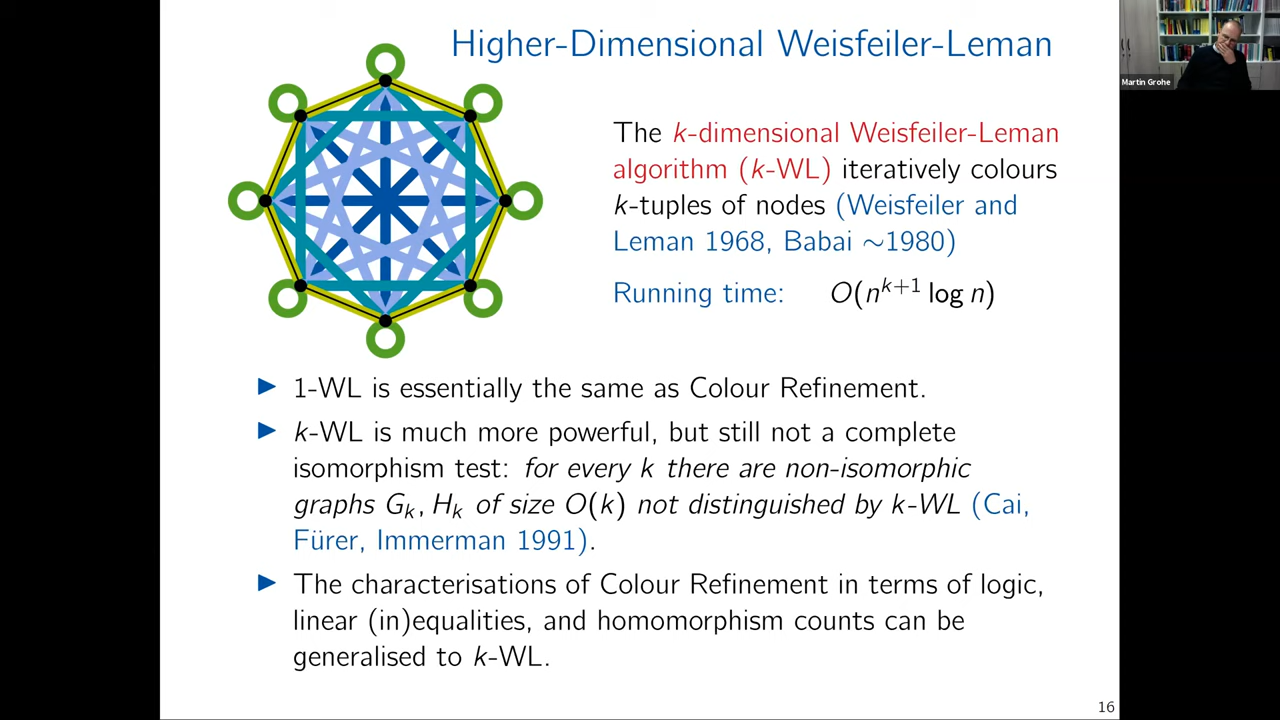 Higher-Dimensional Weisfeiler-Leman
Martin Grohe
The k-dimensional Weisfeiler-Leman
algorithm (k-WL) iteratively colours
k-tuples of nodes (Weisfeiler and
Leman 1968, Babai ∼1980)
Running time: O(nᵏ⁺¹ log n)
▶ 1-WL is essentially the same as Colour Refinement.
▶ k-WL is much more powerful, but still not a complete
isomorphism test: for every k there are non-isomorphic
graphs Gₖ, Hₖ of size O(k) not distinguished by k-WL (Cai,
Fürer, Immerman 1991).
▶ The characterisations of Colour Refinement in terms of logic,
linear (in)equalities, and homomorphism counts can be
generalised to k-WL.
16